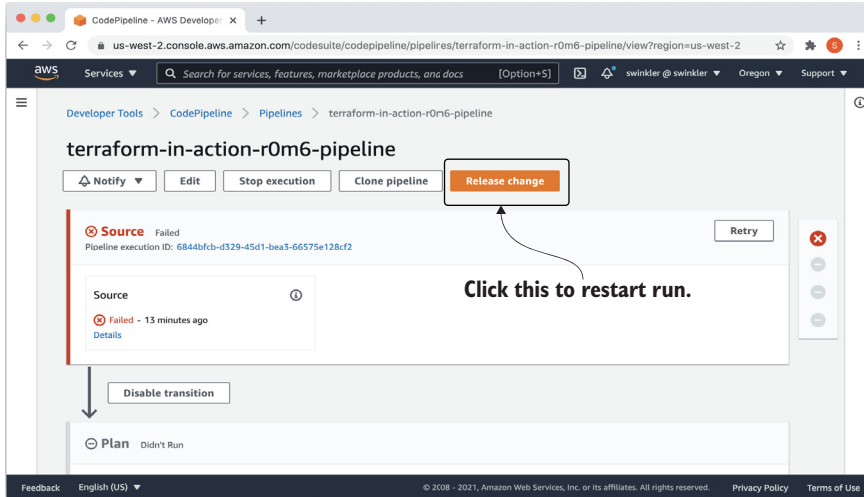 CodePipeline - AWS Developer
us-west-2.console.aws.amazon.com/codesuite/codepipeline/pipelires/terraform-in-action-r0m6-pipeline/view?region=us-west-2
S
aws Services ▼ Search for services, features, marketplace products, and docs [Option+S] swinkler @ swinkler ▼ Oregon ▼ Support ▼
Developer Tools > CodePipeline > Pipelines > terraform-in-action-r0m6-pipeline
terraform-in-action-r0m6-pipeline
Notify ▼ Edit Stop execution Clone pipeline Release change
Source Failed Retry
Pipeline execution ID: 6844bfcb-d329-45d1-bea3-66575e128cf2
Click this to restart run.
Source
Failed - 13 minutes ago
Details
Disable transition
Plan Didn't Run
Feedback English (US) ▼ © 2C08 - 2021, Amazon Web Services, Inc. or its affiliates. All rights reserved. Privacy Policy Terms of Use